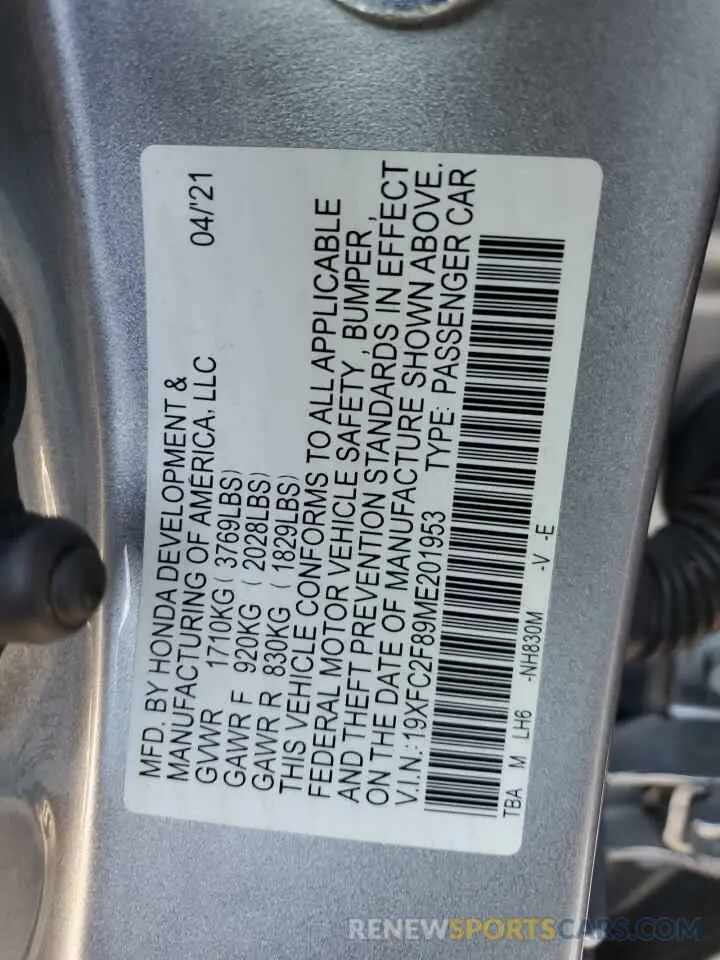 MFD. BY HONDA DEVELOPMENT &
MANUFACTURING OF AMERICA, LLC 04/'21
GVWR 1710KG ( 3769LBS)
GAWR F 920KG ( 2028LBS)
GAWR R 830KG ( 1829LBS)
THIS VEHICLE CONFORMS TO ALL APPLICABLE
FEDERAL MOTOR VEHICLE SAFETY , BUMPER ,
AND THEFT PREVENTION STANDARDS IN EFFECT
ON THE DATE OF MANUFACTURE SHOWN ABOVE.
V.I.N.:19XFC2F89ME201953 TYPE: PASSENGER CAR
TBA M LH6 -NH830M -V -E
RENEWSPORTSCARS.COM